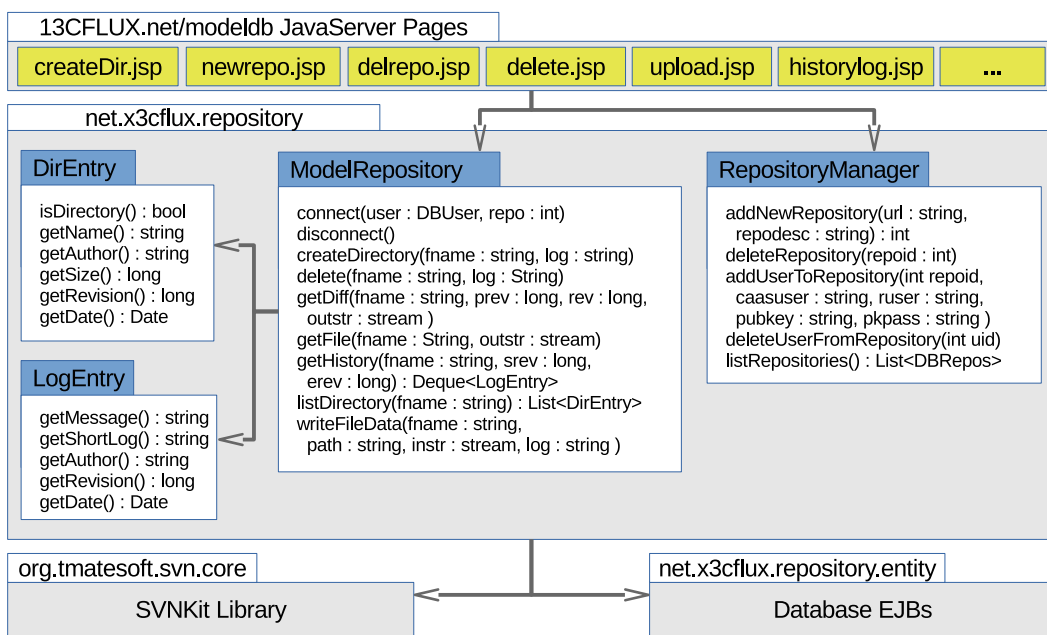 13CFLUX.net/modeldb JavaServer Pages
createDir.jsp
newrepo.jsp
delrepo.jsp
delete.jsp
upload.jsp
historylog.jsp
...
net.x3cflux.repository
DirEntry
isDirectory() : bool
getName() : string
getAuthor() : string
getSize() : long
getRevision() : long
getDate() : Date
LogEntry
getMessage() : string
getShortLog() : string
getAuthor() : string
getRevision() : long
getDate() : Date
ModelRepository
connect(user : DBUser, repo : int)
disconnect()
createDirectory(fname : string, log : string)
delete(fname : string, log : String)
getDiff(fname : string, prev : long, rev : long,
outstr : stream )
getFile(fname : String, outstr : stream)
getHistory(fname : string, srev : long,
erev : long) : Deque<LogEntry>
listDirectory(fname : string) : List<DirEntry>
writeFileData(fname : string,
path : string, instr : stream, log : string )
RepositoryManager
addNewRepository(url : string,
repodesc : string) : int
deleteRepository(repoid : int)
addUserToRepository(int repoid,
caasuser : string, ruser : string,
pubkey : string, pkpass : string )
deleteUserFromRepository(int uid)
listRepositories() : List<DBRepos>
org.tmatesoft.svn.core
SVNKit Library
net.x3cflux.repository.entity
Database EJBs